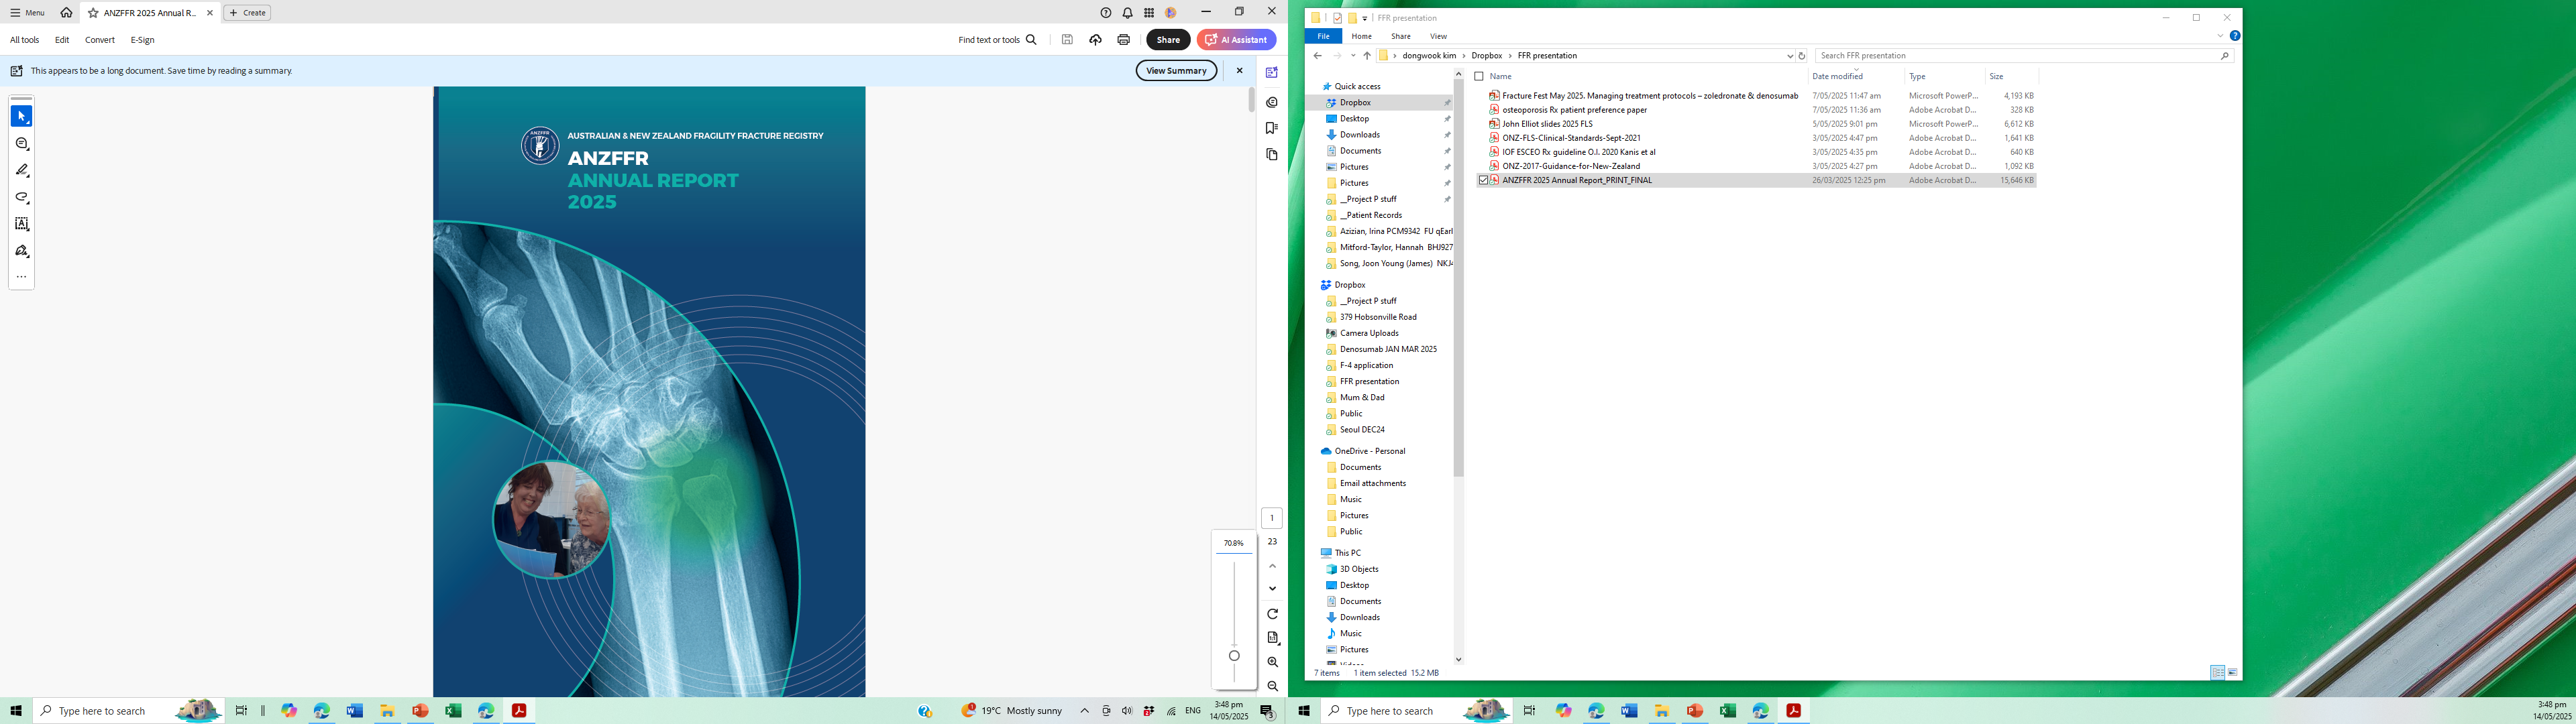 Menu
ANZFFR 2025 Annual R...
Create
All tools
Edit
Convert
E-Sign
Find text or tools
Share
AI Assistant
This appears to be a long document. Save time by reading a summary.
View Summary
AUSTRALIAN & NEW ZEALAND FRAGILITY FRACTURE REGISTRY
ANZFFR
ANNUAL REPORT
2025
70.8%
1
23
Type here to search
19°C Mostly sunny
ENG
3:48 pm
14/05/2025
3
FFR presentation
File
Home
Share
View
dongwook kim
Dropbox
FFR presentation
Search FFR presentation
Name
Date modified
Type
Size
Fracture Fest May 2025. Managing treatment protocols – zoledronate & denosumab 7/05/2025 11:47 am Microsoft PowerP... 4,193 KB
osteoporosis Rx patient preference paper 7/05/2025 11:36 am Adobe Acrobat D... 328 KB
John Elliot slides 2025 FLS 5/05/2025 9:01 pm Microsoft PowerP... 6,612 KB
ONZ-FLS-Clinical-Standards-Sept-2021 3/05/2025 4:47 pm Adobe Acrobat D... 1,641 KB
IOF ESCEO Rx guideline O.I. 2020 Kanis et al 3/05/2025 4:35 pm Adobe Acrobat D... 640 KB
ONZ-2017-Guidance-for-New-Zealand 3/05/2025 4:27 pm Adobe Acrobat D... 1,092 KB
ANZFFR 2025 Annual Report_PRINT_FINAL 26/03/2025 12:25 pm Adobe Acrobat D... 15,646 KB
Quick access
Dropbox
Desktop
Downloads
Documents
Pictures
Pictures
__Project P stuff
__Patient Records
Azizian, Irina PCM9342 FU qEarl
Mitford-Taylor, Hannah BHJ927
Song, Joon Young (James) NKJ4
Dropbox
__Project P stuff
379 Hobsonville Road
Camera Uploads
Denosumab JAN MAR 2025
F-4 application
FFR presentation
Mum & Dad
Public
Seoul DEC24
OneDrive - Personal
Documents
Email attachments
Music
Pictures
Public
This PC
3D Objects
Desktop
Documents
Downloads
Music
Pictures
7 items
1 item selected 15.2 MB
Type here to search
3:48 pm
14/05/2025